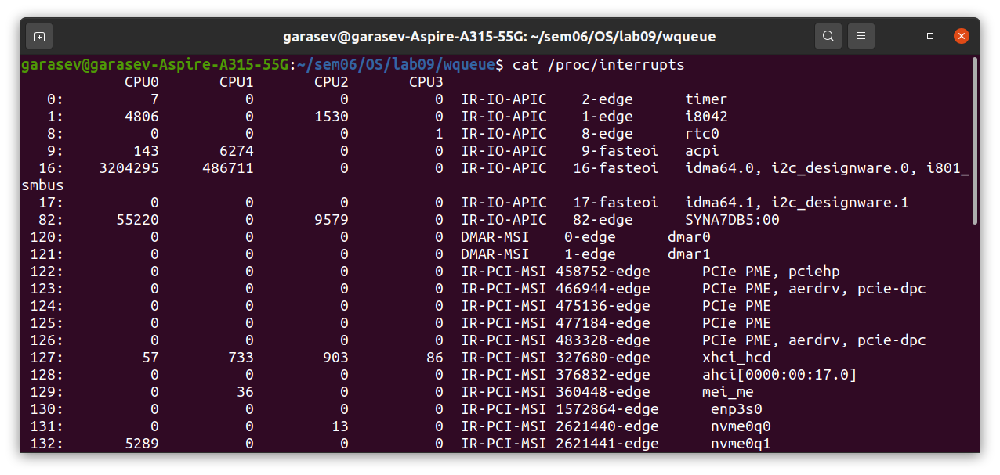 garasev@garasev-Aspire-A315-55G: ~/sem06/OS/lab09/wqueue
garasev@garasev-Aspire-A315-55G:~/sem06/OS/lab09/wqueue$ cat /proc/interrupts
            CPU0       CPU1       CPU2       CPU3
   0:          7          0          0          0  IR-IO-APIC    2-edge      timer
   1:       4806          0       1530          0  IR-IO-APIC    1-edge      i8042
   8:          0          0          0          1  IR-IO-APIC    8-edge      rtc0
   9:        143       6274          0          0  IR-IO-APIC    9-fasteoi   acpi
  16:    3204295     486711          0          0  IR-IO-APIC   16-fasteoi   idma64.0, i2c_designware.0, i801_
smbus
  17:          0          0          0          0  IR-IO-APIC   17-fasteoi   idma64.1, i2c_designware.1
  82:      55220          0       9579          0  IR-IO-APIC   82-edge      SYNA7DB5:00
 120:          0          0          0          0  DMAR-MSI    0-edge      dmar0
 121:          0          0          0          0  DMAR-MSI    1-edge      dmar1
 122:          0          0          0          0  IR-PCI-MSI 458752-edge      PCIe PME, pciehp
 123:          0          0          0          0  IR-PCI-MSI 466944-edge      PCIe PME, aerdrv, pcie-dpc
 124:          0          0          0          0  IR-PCI-MSI 475136-edge      PCIe PME
 125:          0          0          0          0  IR-PCI-MSI 477184-edge      PCIe PME
 126:          0          0          0          0  IR-PCI-MSI 483328-edge      PCIe PME, aerdrv, pcie-dpc
 127:         57        733        903         86  IR-PCI-MSI 327680-edge      xhci_hcd
 128:          0          0          0          0  IR-PCI-MSI 376832-edge      ahci[0000:00:17.0]
 129:          0         36          0          0  IR-PCI-MSI 360448-edge      mei_me
 130:          0          0          0          0  IR-PCI-MSI 1572864-edge      enp3s0
 131:          0          0         13          0  IR-PCI-MSI 2621440-edge      nvme0q0
 132:       5289          0          0          0  IR-PCI-MSI 2621441-edge      nvme0q1